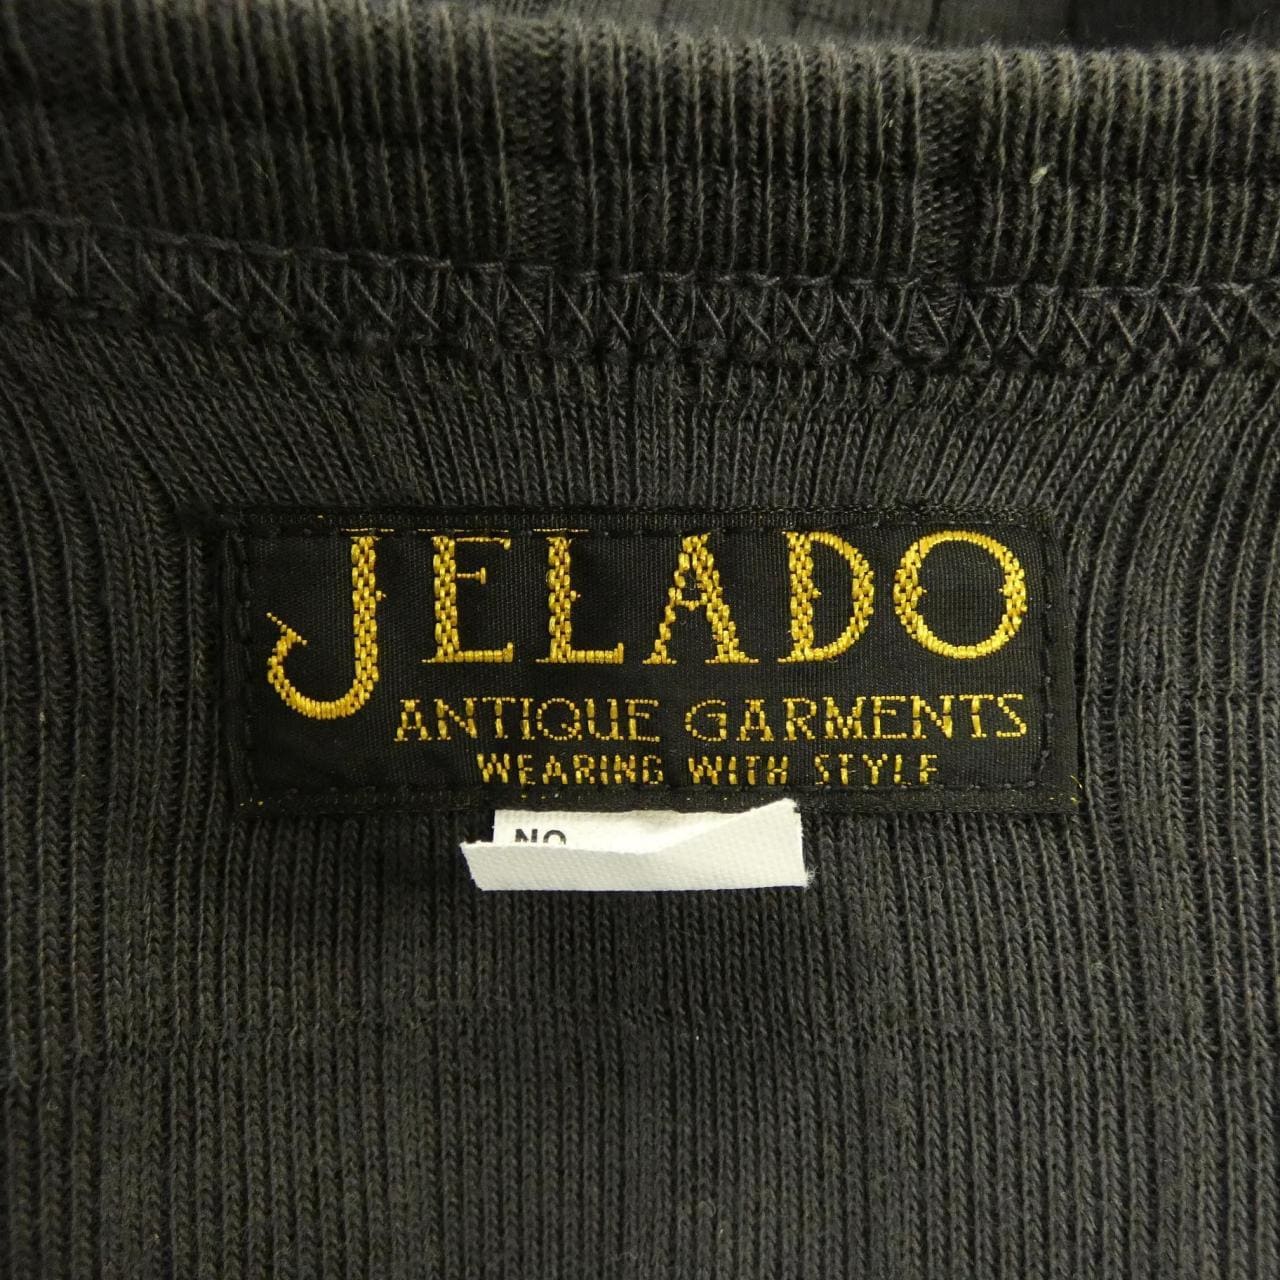 JELADO
ANTIQUE GARMENTS
WEARING WITH STYLE
NO